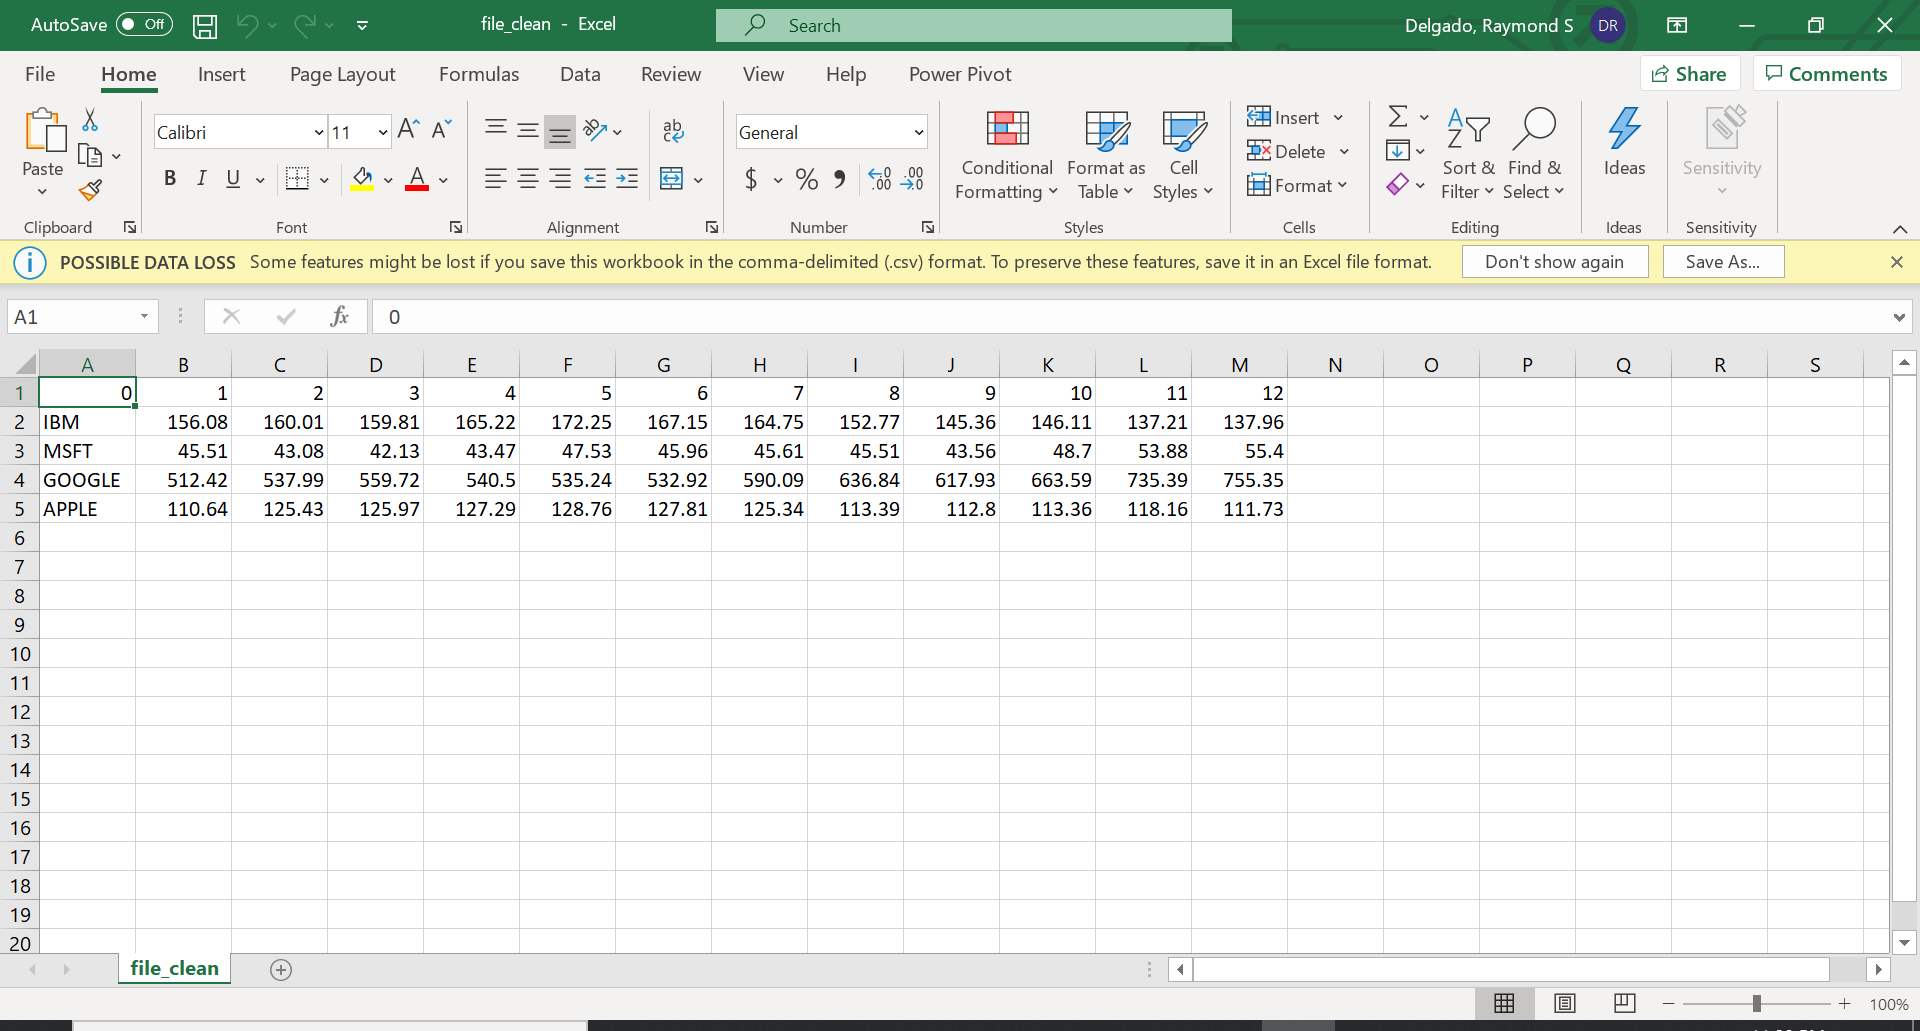 AutoSave Off file_clean - Excel Search Delgado, Raymond S DR
File Home Insert Page Layout Formulas Data Review View Help Power Pivot Share Comments
Paste Calibri 11 General Conditional Formatting Format as Table Cell Styles Insert Delete Format Sort & Filter Find & Select Ideas Sensitivity
Clipboard Font Alignment Number Styles Cells Editing Ideas Sensitivity
POSSIBLE DATA LOSS Some features might be lost if you save this workbook in the comma-delimited (.csv) format. To preserve these features, save it in an Excel file format. Don't show again Save As...
A1 fx 0
A B C D E F G H I J K L M N O P Q R S
1 0 1 2 3 4 5 6 7 8 9 10 11 12
2 IBM 156.08 160.01 159.81 165.22 172.25 167.15 164.75 152.77 145.36 146.11 137.21 137.96
3 MSFT 45.51 43.08 42.13 43.47 47.53 45.96 45.61 45.51 43.56 48.7 53.88 55.4
4 GOOGLE 512.42 537.99 559.72 540.5 535.24 532.92 590.09 636.84 617.93 663.59 735.39 755.35
5 APPLE 110.64 125.43 125.97 127.29 128.76 127.81 125.34 113.39 112.8 113.36 118.16 111.73
6
7
8
9
10
11
12
13
14
15
16
17
18
19
20
file_clean
100%